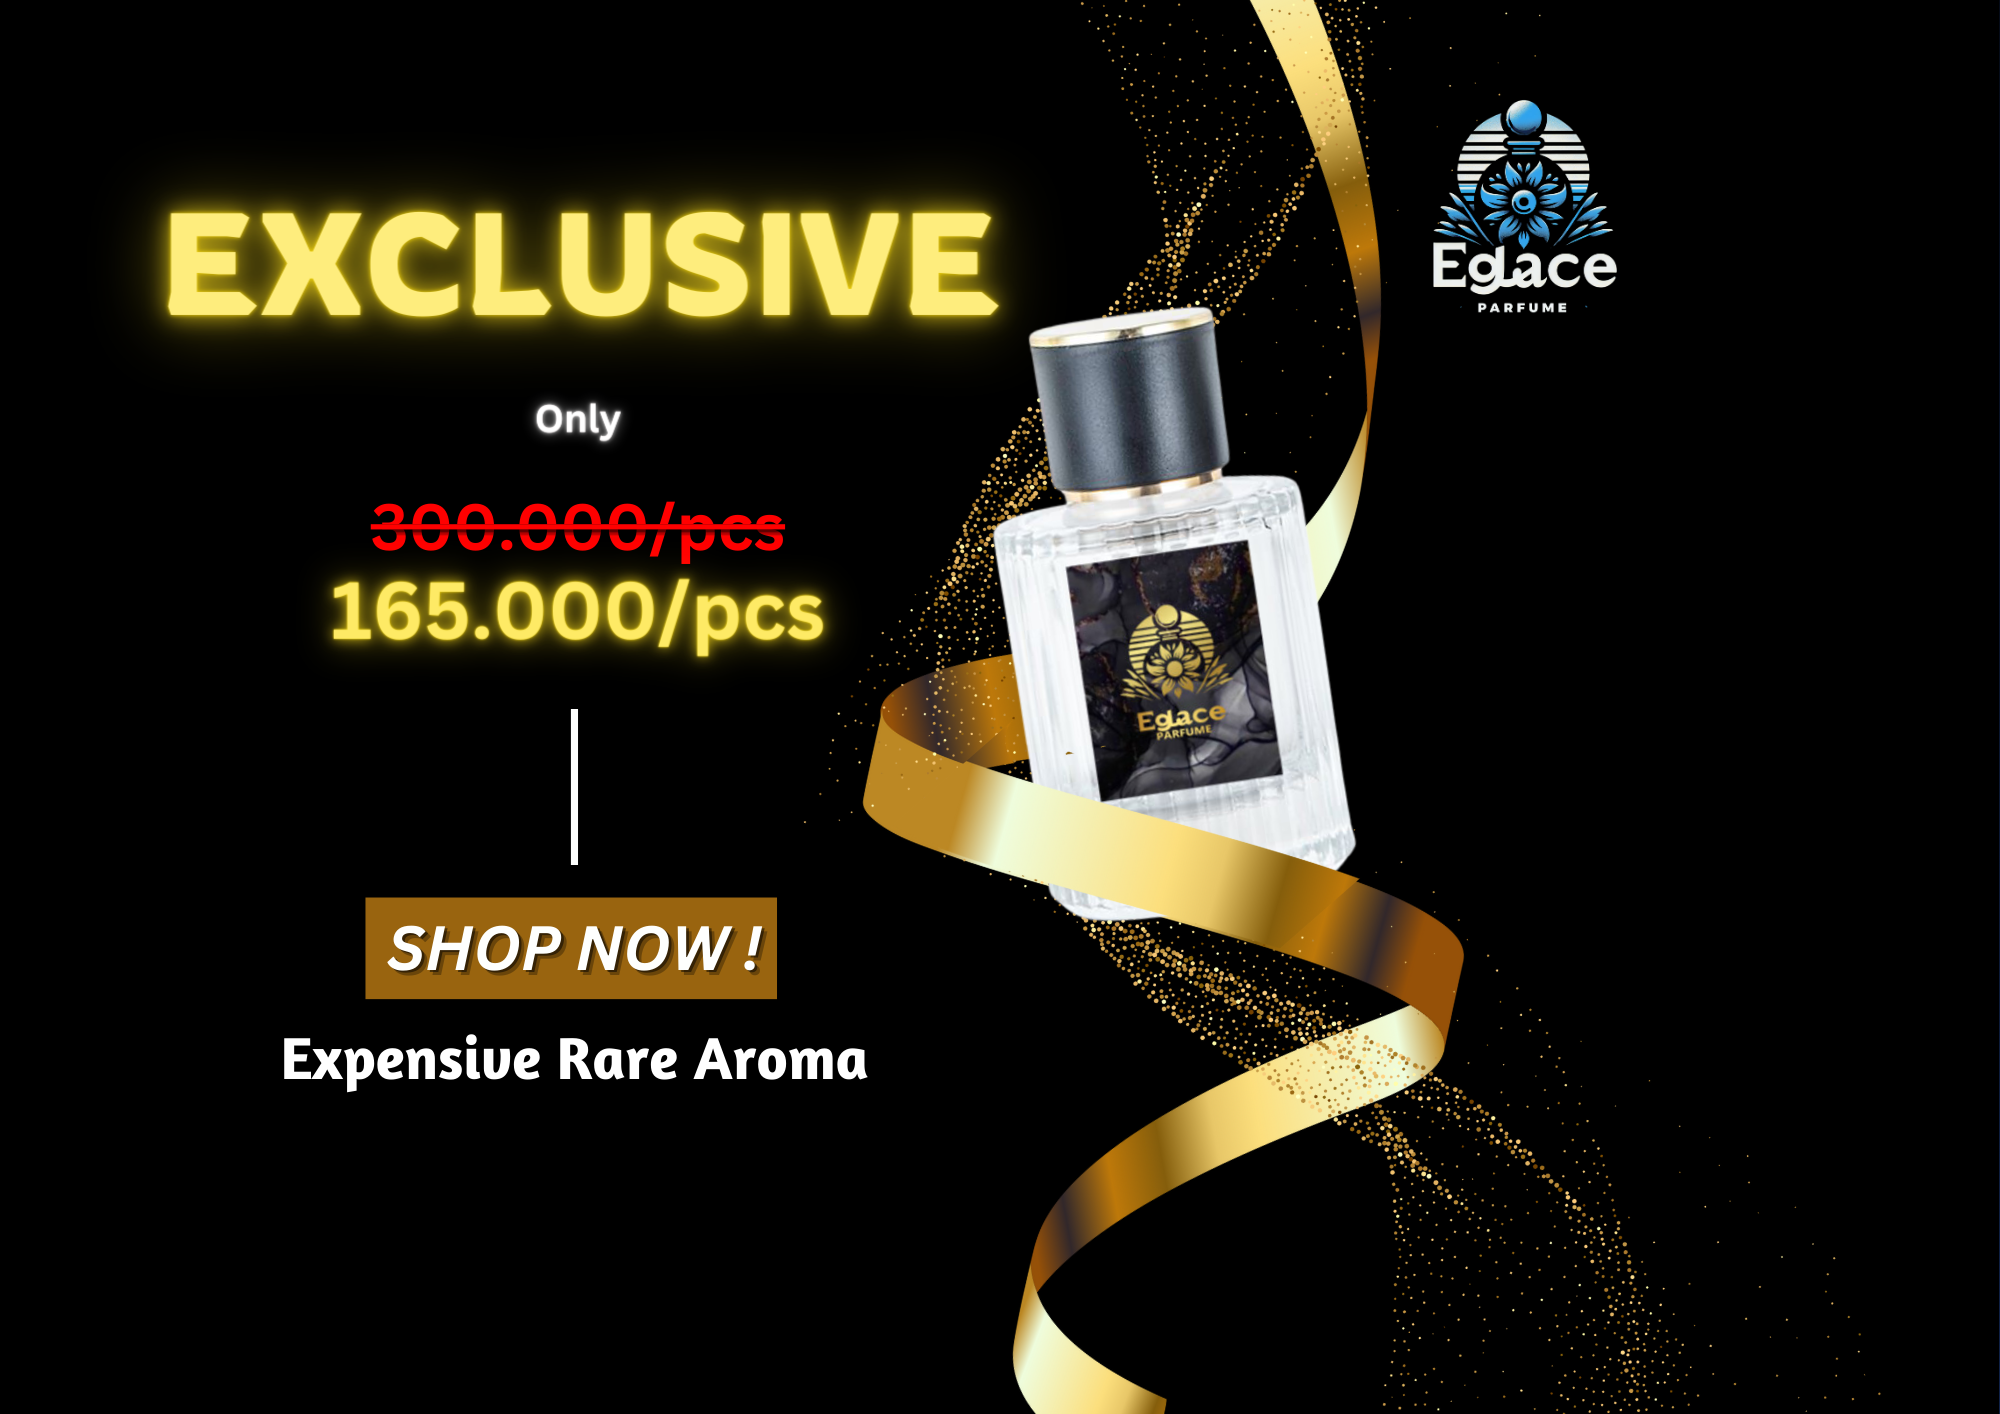 EXCLUSIVE
Only
300.000/pcs
165.000/pcs
SHOP NOW !
Expensive Rare Aroma
Eglace
PARFUME
Eglace
PARFUME